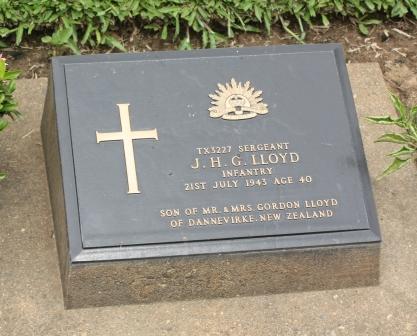 TX3227 SERGEANT
J. H. G. LLOYD
INFANTRY
21ST JULY 1943 AGE 40
SON OF MR. & MRS. GORDON LLOYD
OF DANNEVIRKE. NEW ZEALAND